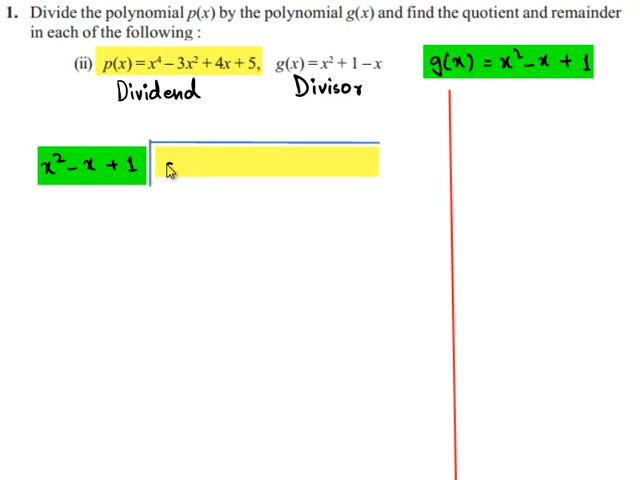 1. Divide the polynomial p(x) by the polynomial g(x) and find the quotient and remainder
in each of the following :
(ii) p(x) = x⁴ – 3x² + 4x + 5, g(x) = x² + 1 – x
g(x) = x² – x + 1
Dividend Divisor
x² – x + 1